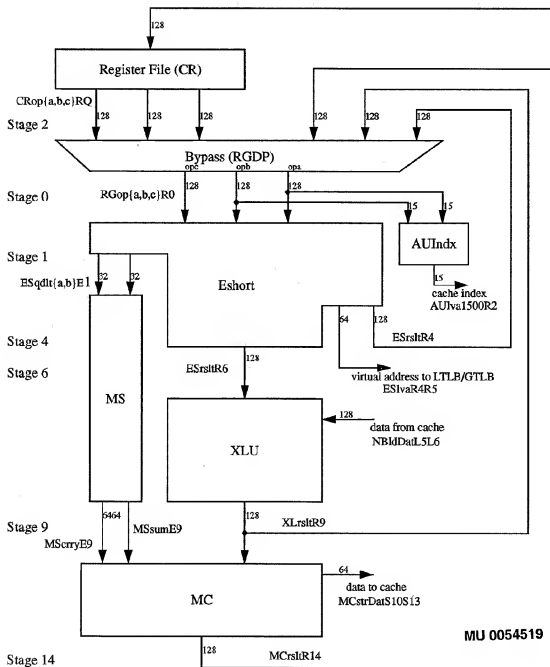 128
Register File (CR)
CRop{a,b,c}RQ
128
128
128
128
128
128
Stage 2
Bypass (RGDP)
opc
opb
opa
RGop{a,b,c}R0
128
128
128
Stage 0
15
15
AUIndx
Stage 1
Eshort
ESqdlt{a,b}E1
32
32
15
cache index
AUlva1500R2
64
128
ESrsltR4
Stage 4
ESrsltR6
128
Stage 6
virtual address to LTLB/GTLB
ESlvaR4R5
MS
XLU
128
data from cache
NBldDatL5L6
64
64
128
XLrsltR9
Stage 9
MScrryE9
MSsumE9
MC
64
data to cache
MCstrDatS10S13
128
MCrsltR14
Stage 14
MU 0054519